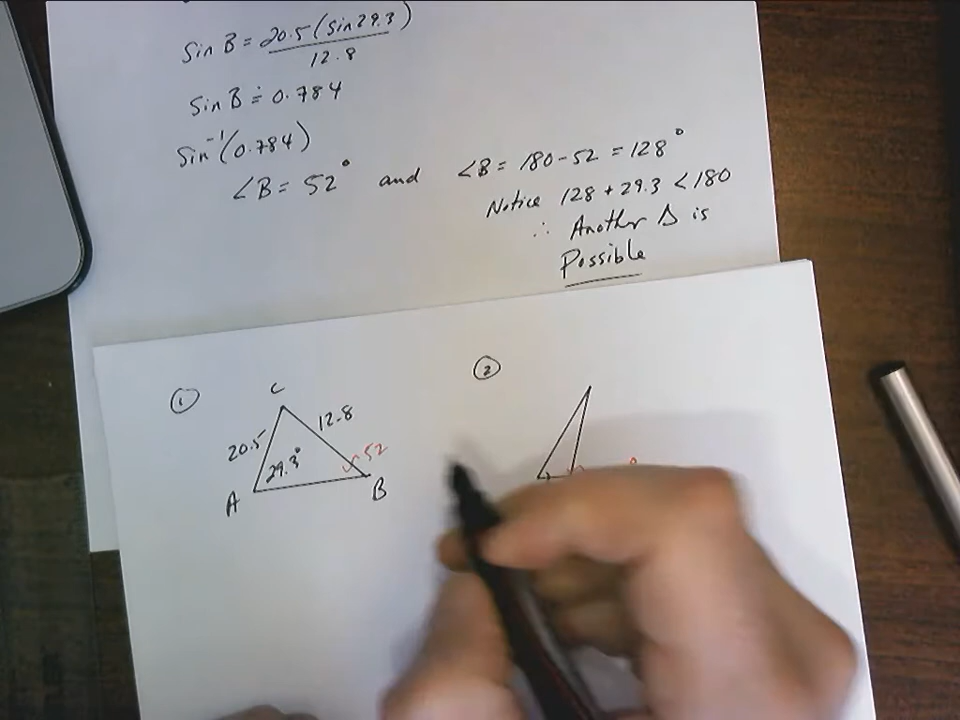 Sin B = 20.5 (Sin 29.3)
12.8
Sin B ≐ 0.784
Sin⁻¹(0.784)
∠B = 52° and ∠B = 180 - 52 = 128°
Notice 128 + 29.3 < 180
∴ Another Δ is
Possible
① ②
C
20.5 12.8
29.3° 52
A B